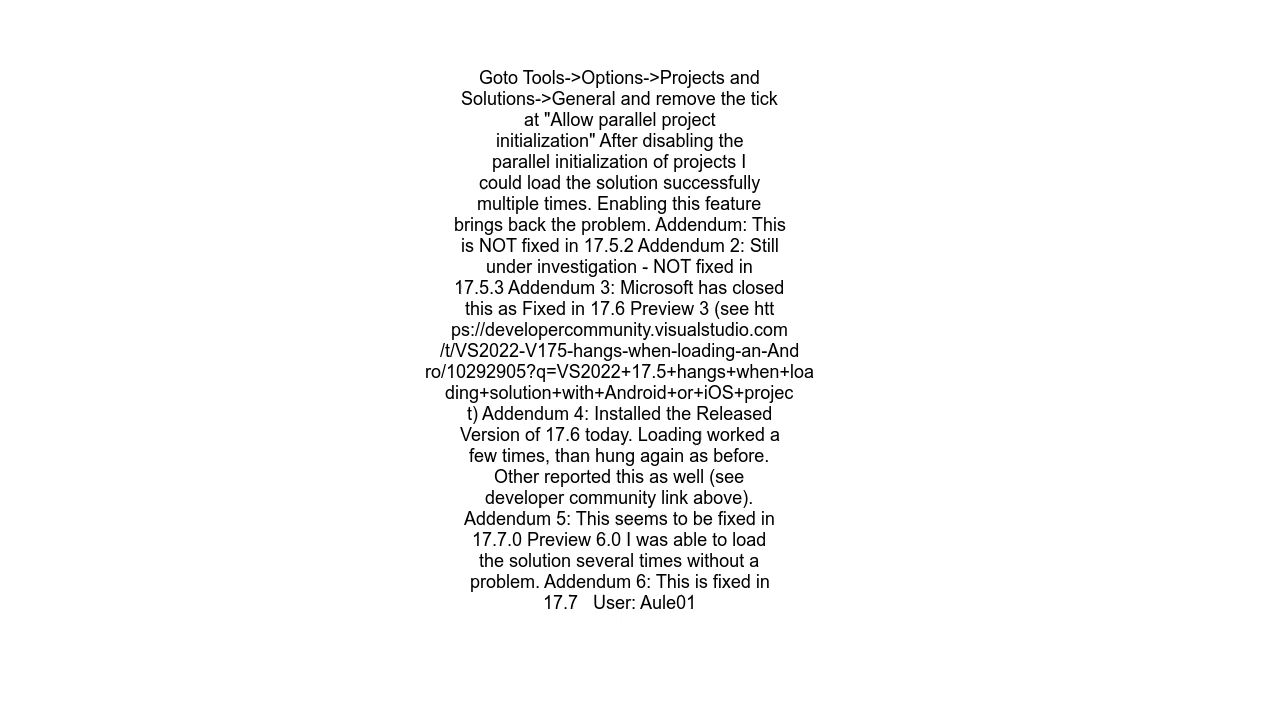 Goto Tools->Options->Projects and
Solutions->General and remove the tick
at "Allow parallel project
initialization" After disabling the
parallel initialization of projects I
could load the solution successfully
multiple times. Enabling this feature
brings back the problem. Addendum: This
is NOT fixed in 17.5.2 Addendum 2: Still
under investigation - NOT fixed in
17.5.3 Addendum 3: Microsoft has closed
this as Fixed in 17.6 Preview 3 (see htt
ps://developercommunity.visualstudio.com
/t/VS2022-V175-hangs-when-loading-an-And
ro/10292905?q=VS2022+17.5+hangs+when+loa
ding+solution+with+Android+or+iOS+projec
t) Addendum 4: Installed the Released
Version of 17.6 today. Loading worked a
few times, than hung again as before.
Other reported this as well (see
developer community link above).
Addendum 5: This seems to be fixed in
17.7.0 Preview 6.0 I was able to load
the solution several times without a
problem. Addendum 6: This is fixed in
17.7   User: Aule01